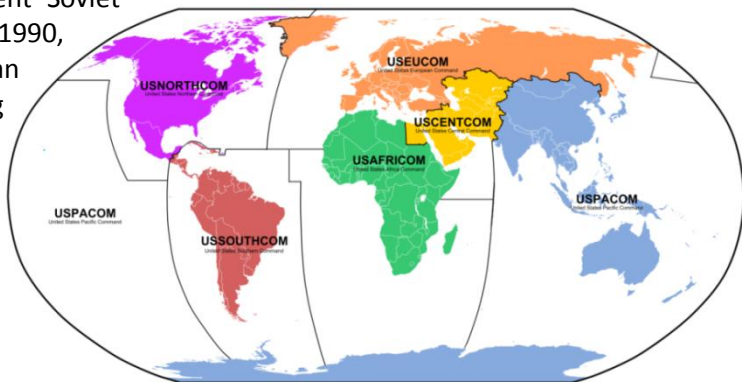 ent Soviet
1990,
an
g
USNORTHCOM
United States Northern Command
USEUCOM
United States European Command
USCENTCOM
United States Central Command
USAFRICOM
United States Africa Command
USPACOM
United States Pacific Command
USPACOM
United States Pacific Command
USSOUTHCOM
United States Southern Command